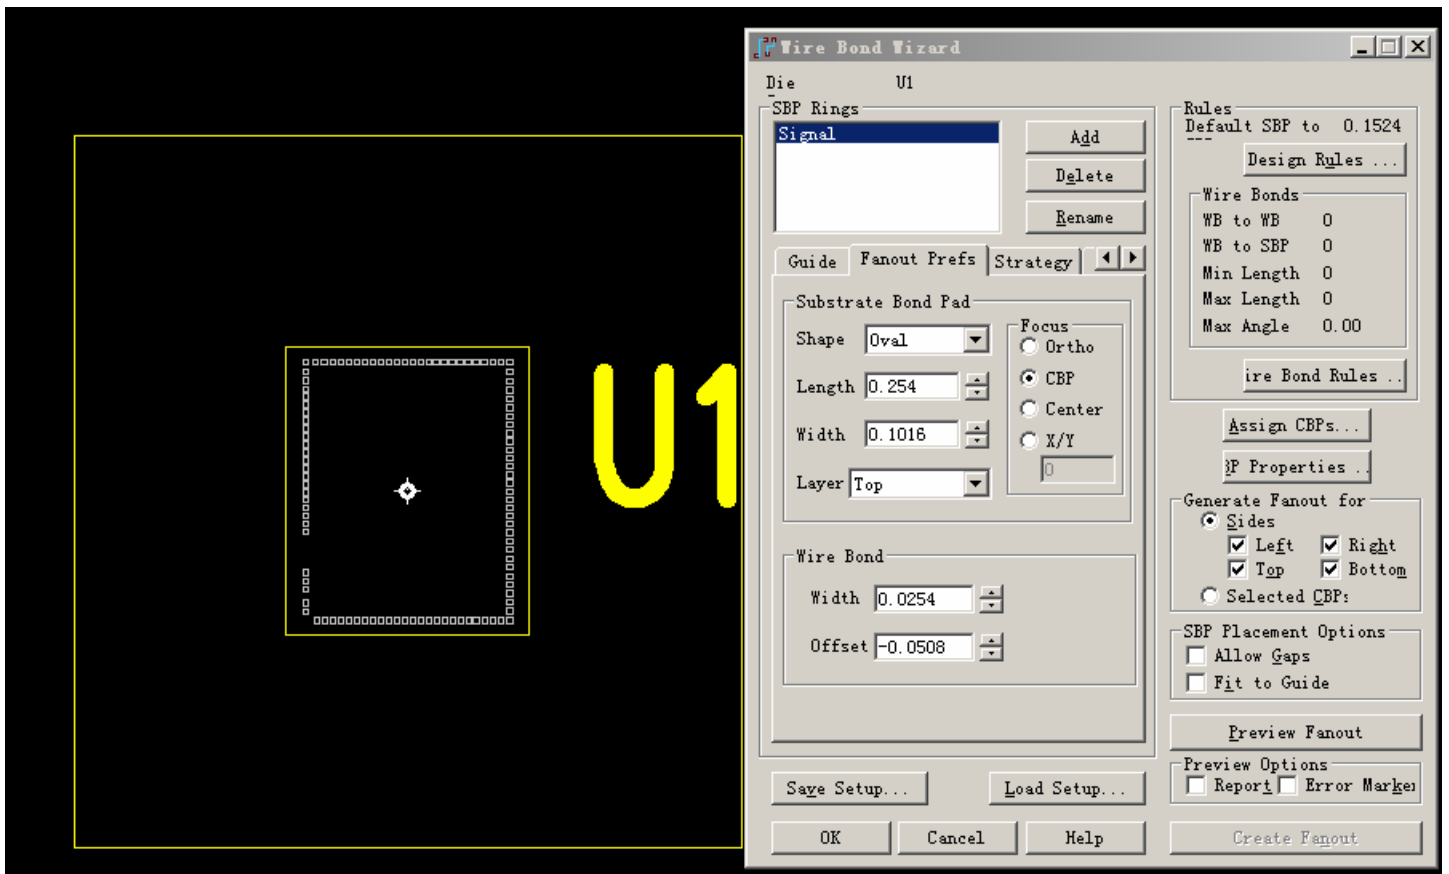 Wire Bond Wizard
Die U1
SBP Rings
Signal
Add
Delete
Rename
Guide Fanout Prefs Strategy
Substrate Bond Pad
Shape Oval
Length 0.254
Width 0.1016
Layer Top
Focus
Ortho
CBP
Center
X/Y
0
Wire Bond
Width 0.0254
Offset -0.0508
Save Setup... Load Setup...
OK Cancel Help
Rules
Default SBP to 0.1524
Design Rules ...
Wire Bonds
WB to WB 0
WB to SBP 0
Min Length 0
Max Length 0
Max Angle 0.00
ire Bond Rules ..
Assign CBPs...
BP Properties ..
Generate Fanout for
Sides
Left Right
Top Bottom
Selected CBPs
SBP Placement Options
Allow Gaps
Fit to Guide
Preview Fanout
Preview Options
Report Error Marker
Create Fanout
U1